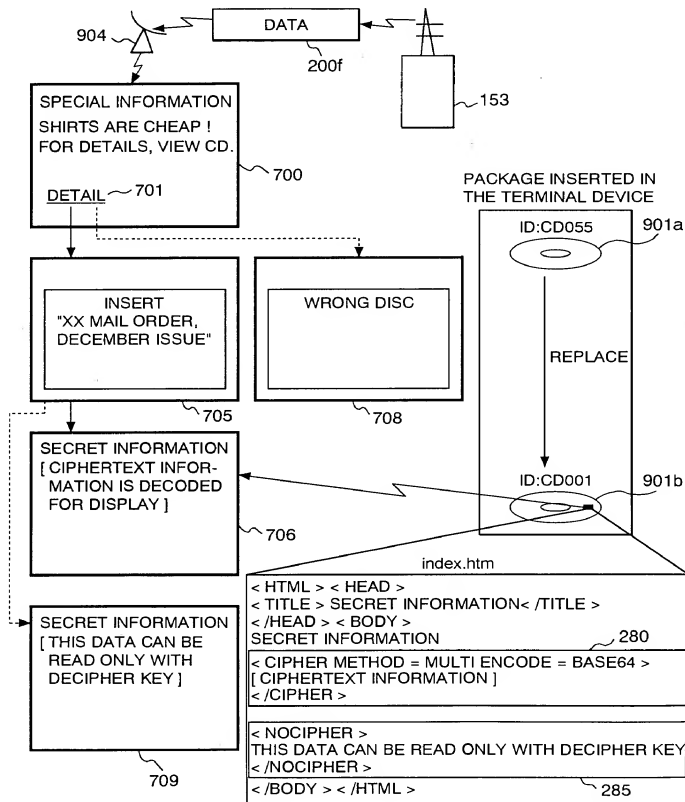 904
DATA
200f
153
SPECIAL INFORMATION
SHIRTS ARE CHEAP !
FOR DETAILS, VIEW CD.
700
DETAIL
701
PACKAGE INSERTED IN
THE TERMINAL DEVICE
ID:CD055
901a
INSERT
"XX MAIL ORDER,
DECEMBER ISSUE"
705
WRONG DISC
708
REPLACE
SECRET INFORMATION
[ CIPHERTEXT INFOR-
MATION IS DECODED
FOR DISPLAY ]
706
ID:CD001
901b
index.htm
< HTML > < HEAD >
< TITLE > SECRET INFORMATION< /TITLE >
< /HEAD > < BODY >
SECRET INFORMATION
280
< CIPHER METHOD = MULTI ENCODE = BASE64 >
[ CIPHERTEXT INFORMATION ]
< /CIPHER >
< NOCIPHER >
THIS DATA CAN BE READ ONLY WITH DECIPHER KEY
< /NOCIPHER >
285
< /BODY > < /HTML >
SECRET INFORMATION
[ THIS DATA CAN BE
READ ONLY WITH
DECIPHER KEY ]
709